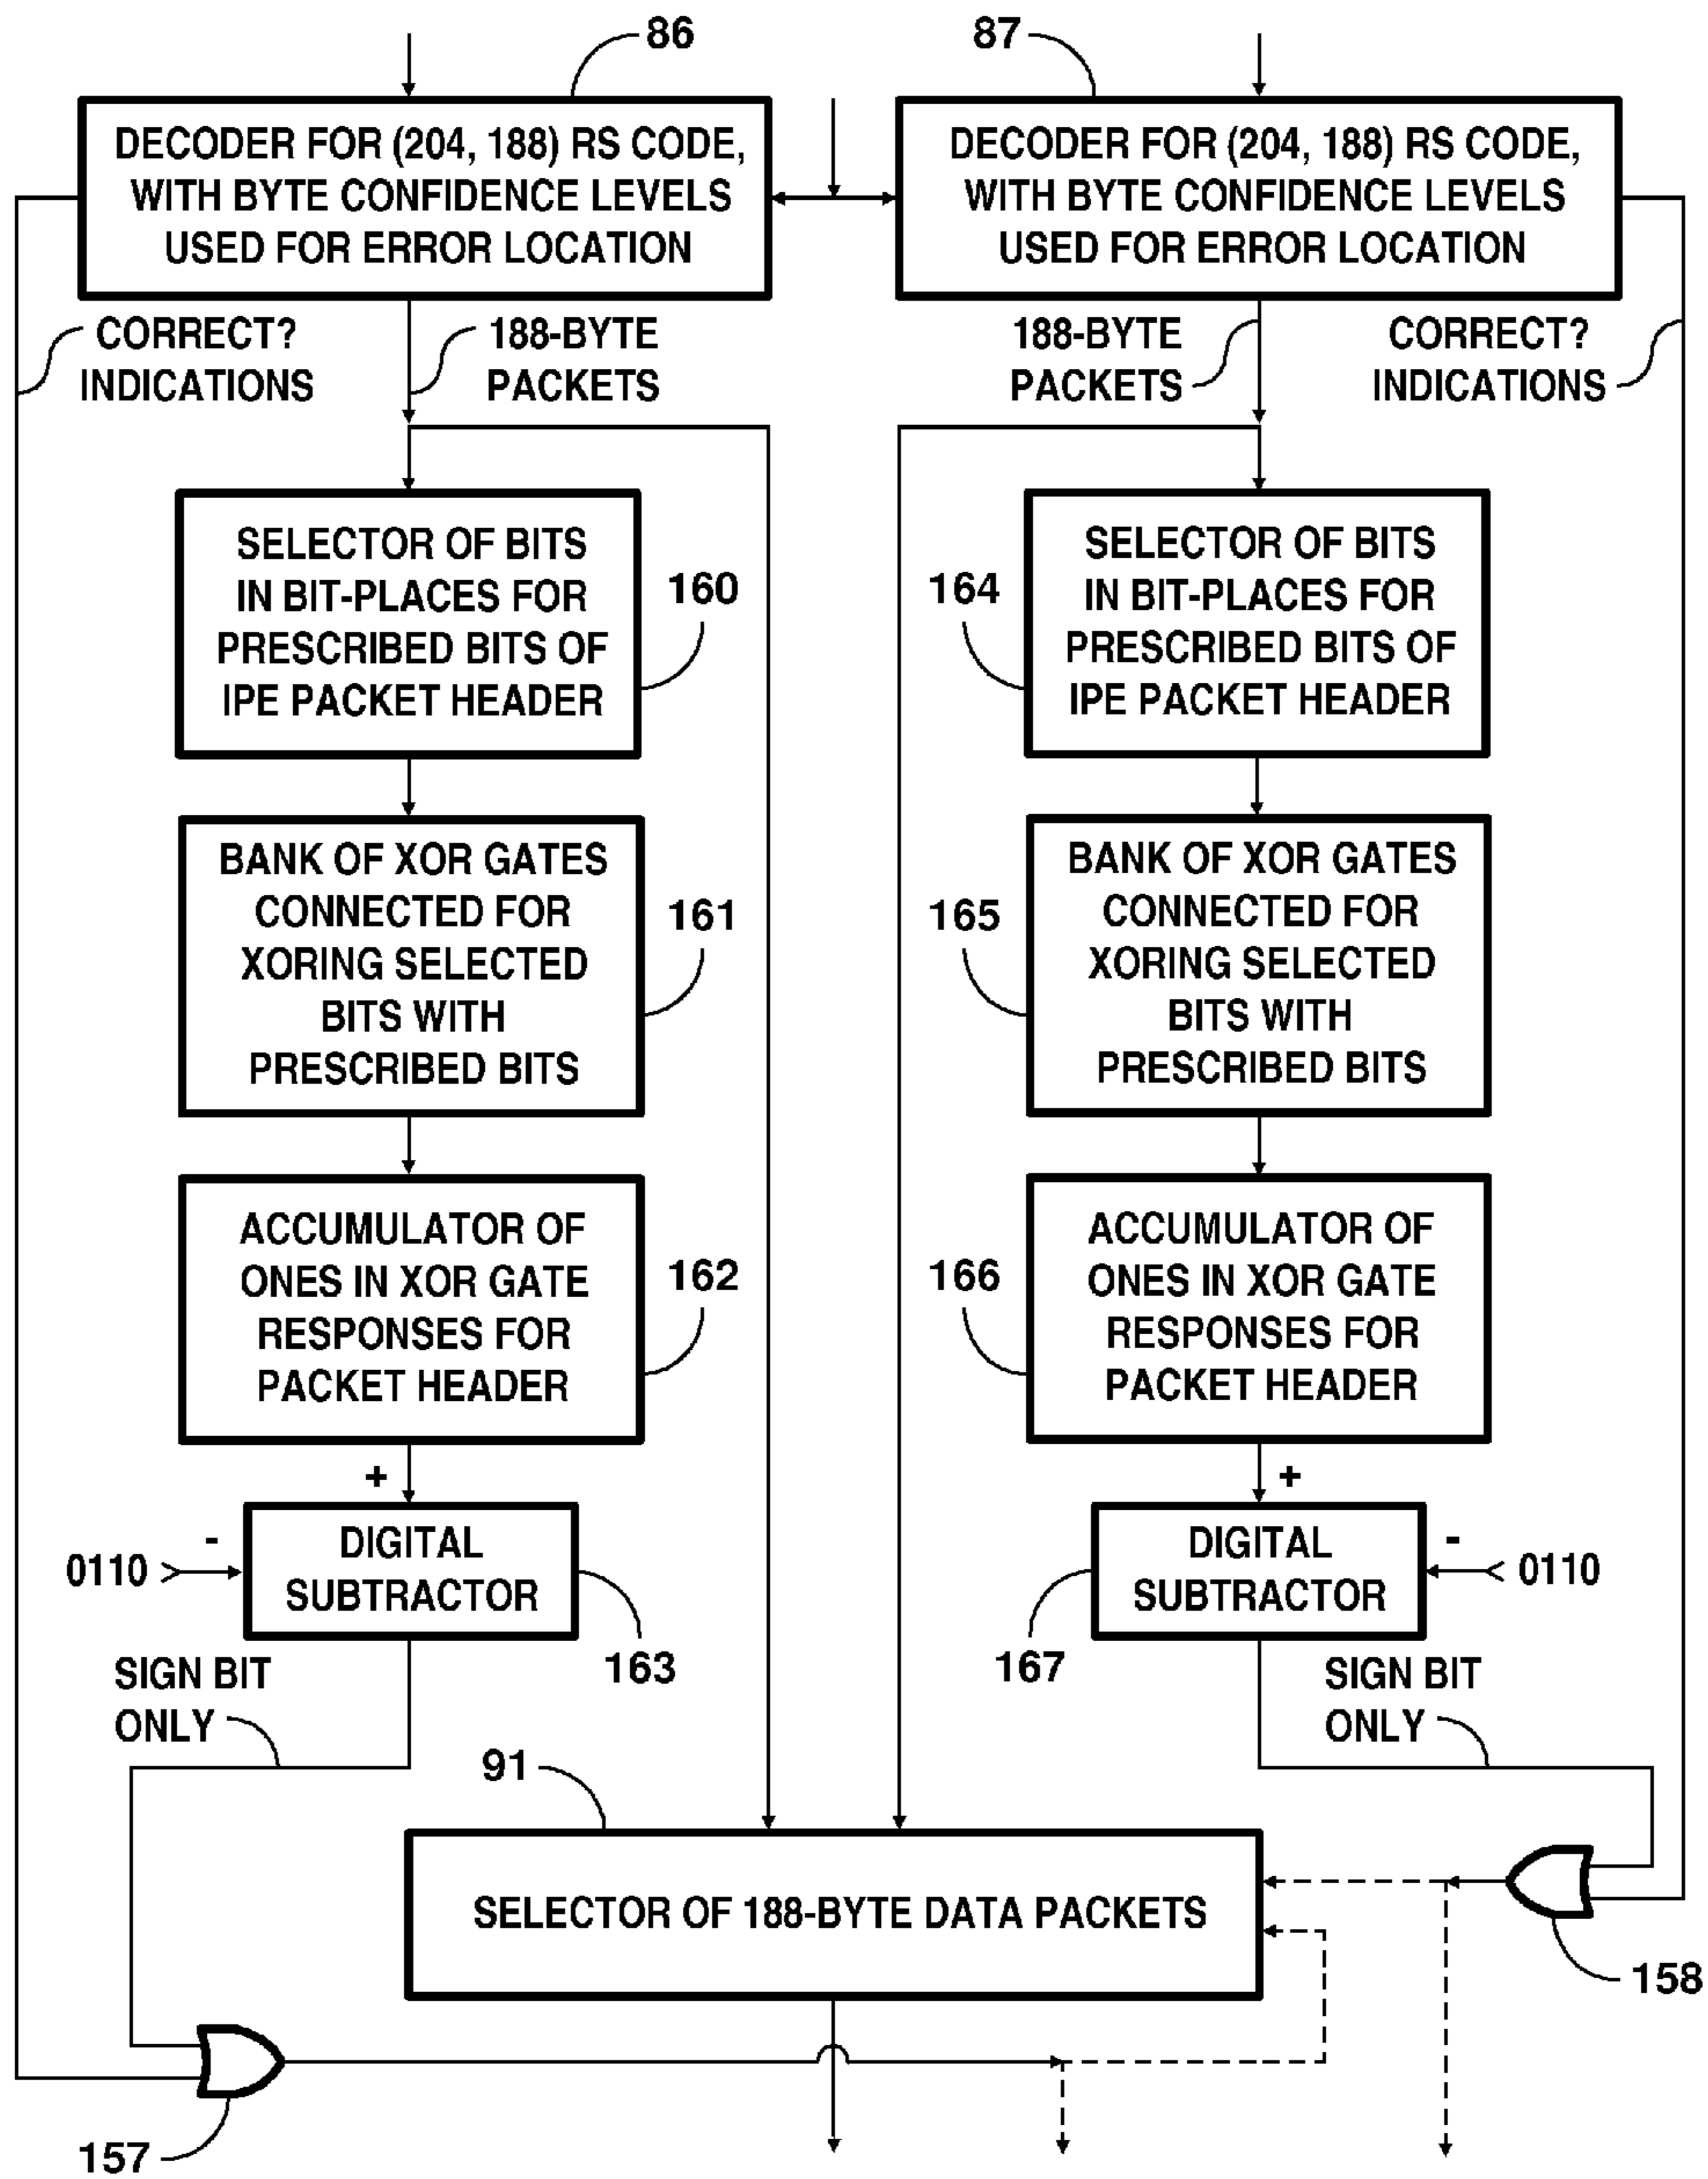 86
87
DECODER FOR (204, 188) RS CODE,
WITH BYTE CONFIDENCE LEVELS
USED FOR ERROR LOCATION
DECODER FOR (204, 188) RS CODE,
WITH BYTE CONFIDENCE LEVELS
USED FOR ERROR LOCATION
CORRECT?
INDICATIONS
188-BYTE
PACKETS
188-BYTE
PACKETS
CORRECT?
INDICATIONS
SELECTOR OF BITS
IN BIT-PLACES FOR
PRESCRIBED BITS OF
IPE PACKET HEADER
160
164
SELECTOR OF BITS
IN BIT-PLACES FOR
PRESCRIBED BITS OF
IPE PACKET HEADER
BANK OF XOR GATES
CONNECTED FOR
XORING SELECTED
BITS WITH
PRESCRIBED BITS
161
165
BANK OF XOR GATES
CONNECTED FOR
XORING SELECTED
BITS WITH
PRESCRIBED BITS
ACCUMULATOR OF
ONES IN XOR GATE
RESPONSES FOR
PACKET HEADER
162
166
ACCUMULATOR OF
ONES IN XOR GATE
RESPONSES FOR
PACKET HEADER
+
+
0110
-
DIGITAL
SUBTRACTOR
163
DIGITAL
SUBTRACTOR
-
0110
167
SIGN BIT
ONLY
SIGN BIT
ONLY
91
SELECTOR OF 188-BYTE DATA PACKETS
158
157